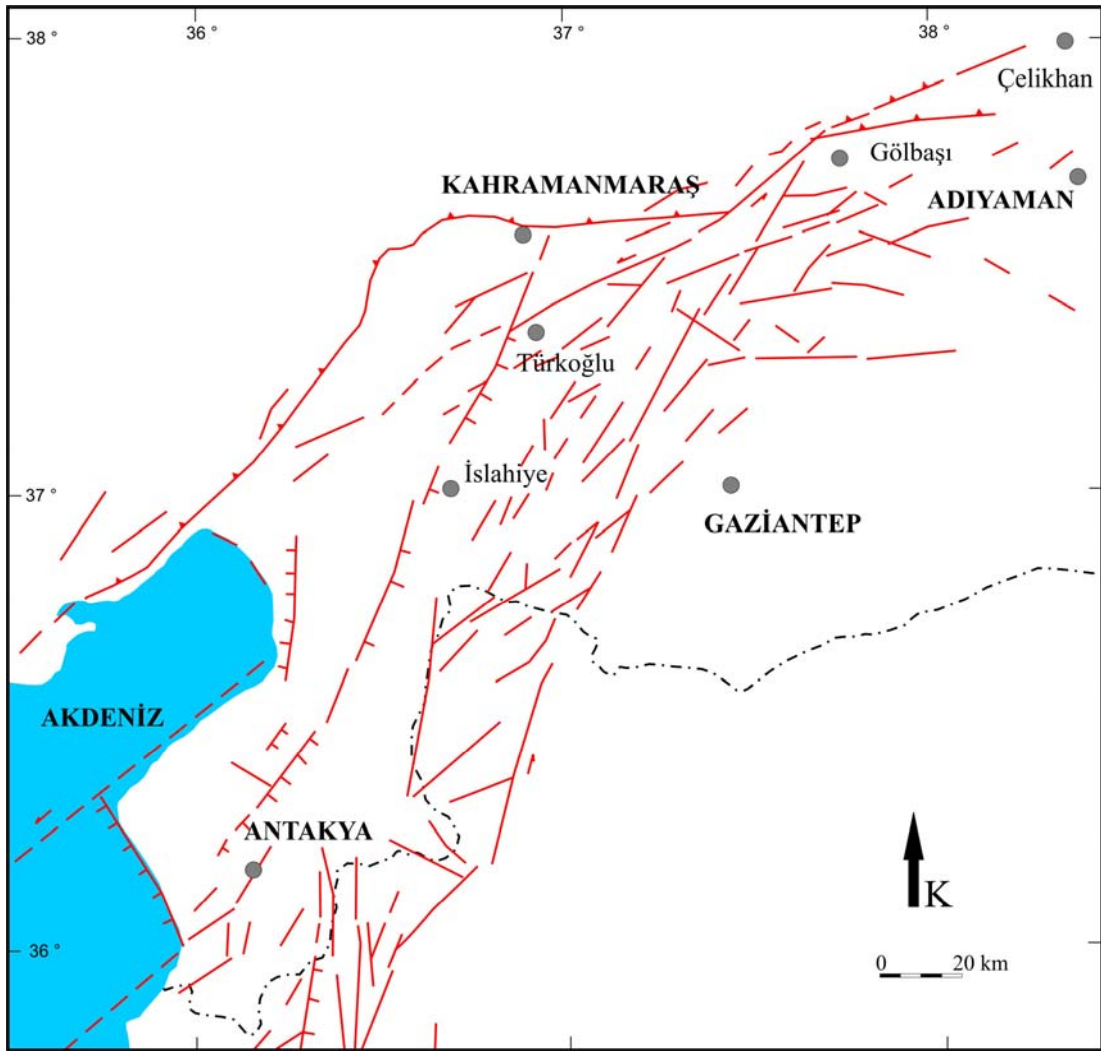 36 °
37 °
38 °
38 °
Çelikhan
Gölbaşı
KAHRAMANMARAŞ
ADIYAMAN
Türkoğlu
İslahiye
37 °
GAZİANTEP
AKDENİZ
ANTAKYA
K
36 °
0 20 km